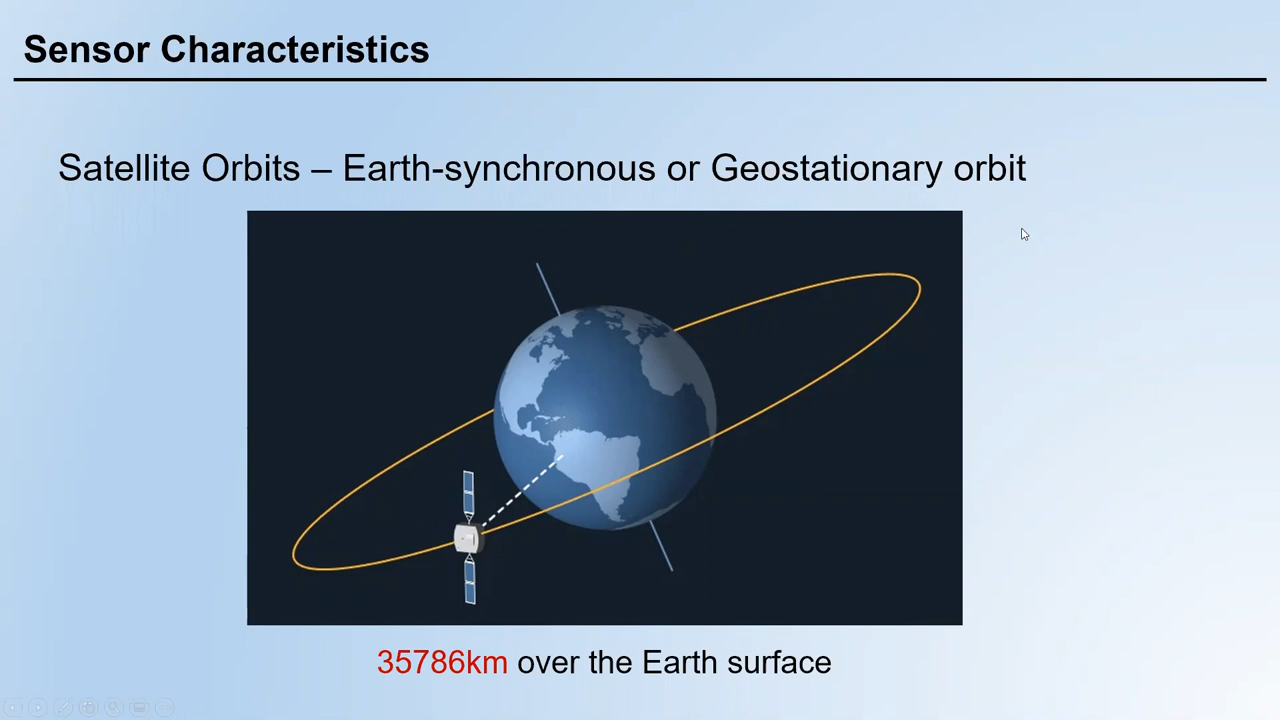 Sensor Characteristics
Satellite Orbits – Earth-synchronous or Geostationary orbit
35786km over the Earth surface